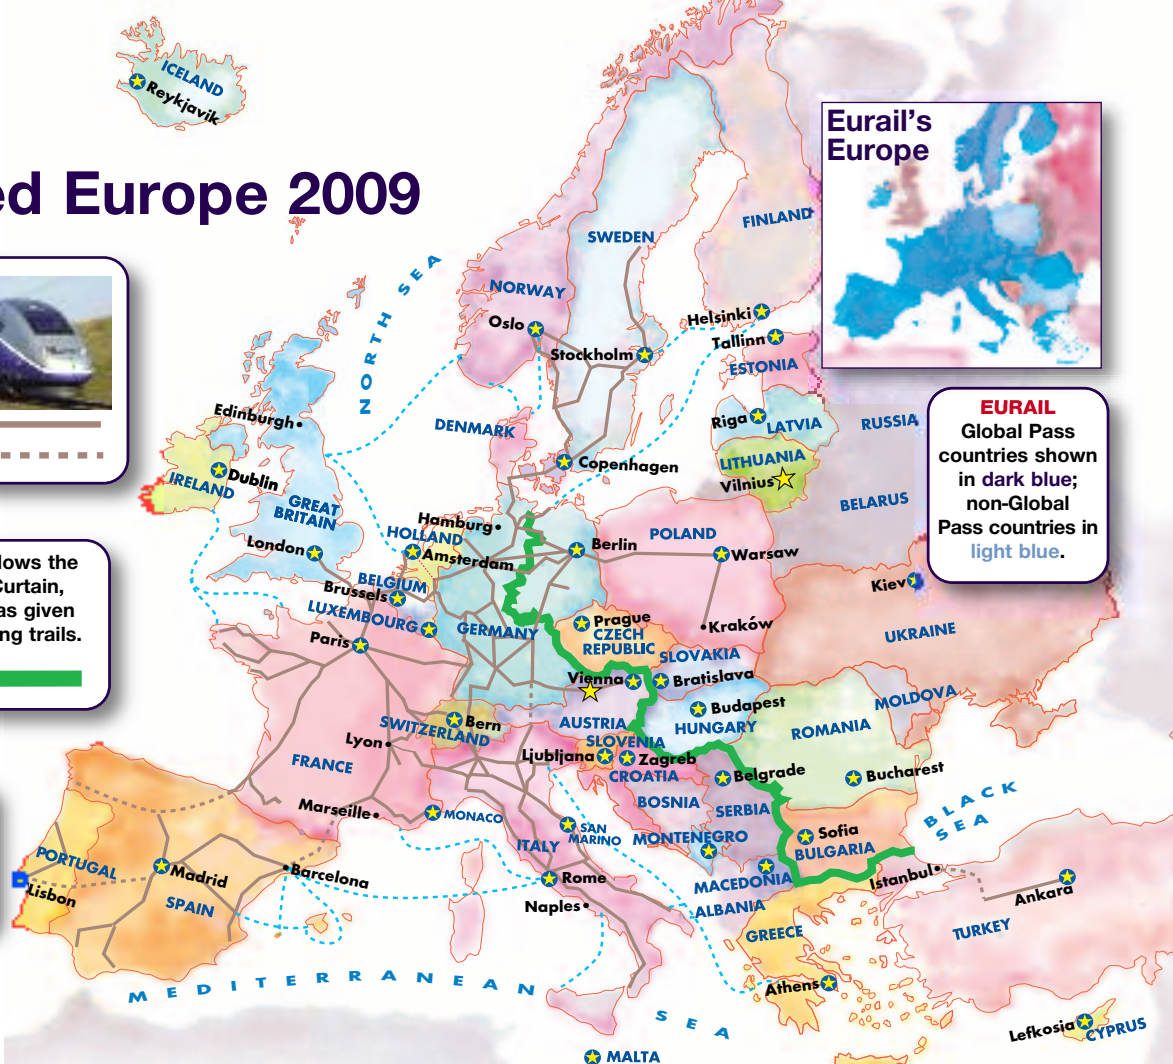 ed Europe 2009
ICELAND
Reykjavik
Eurail's
Europe
EURAIL
Global Pass
countries shown
in dark blue;
non-Global
Pass countries in
light blue.
lows the
Curtain,
as given
ng trails.
NORTH SEA
FINLAND
SWEDEN
NORWAY
Oslo
Helsinki
Tallinn
Stockholm
ESTONIA
Edinburgh
DENMARK
Riga
LATVIA
RUSSIA
Copenhagen
LITHUANIA
Vilnius
Dublin
IRELAND
GREAT
BRITAIN
BELARUS
Hamburg
HOLLAND
POLAND
London
Amsterdam
Berlin
Warsaw
BELGIUM
Brussels
Kiev
LUXEMBOURG
GERMANY
Prague
CZECH
REPUBLIC
Kraków
UKRAINE
Paris
SLOVAKIA
Vienna
Bratislava
MOLDOVA
Budapest
SWITZERLAND
Bern
AUSTRIA
HUNGARY
ROMANIA
Lyon
SLOVENIA
Ljubljana
Zagreb
FRANCE
CROATIA
Belgrade
Bucharest
Marseille
MONACO
BOSNIA
SERBIA
BLACK
SEA
SAN
MARINO
MONTENEGRO
Sofia
BULGARIA
ITALY
PORTUGAL
Madrid
Barcelona
Rome
MACEDONIA
Istanbul
Ankara
Lisbon
SPAIN
Naples
ALBANIA
GREECE
TURKEY
MEDITERRANEAN
SEA
Athens
Lefkosia
CYPRUS
MALTA